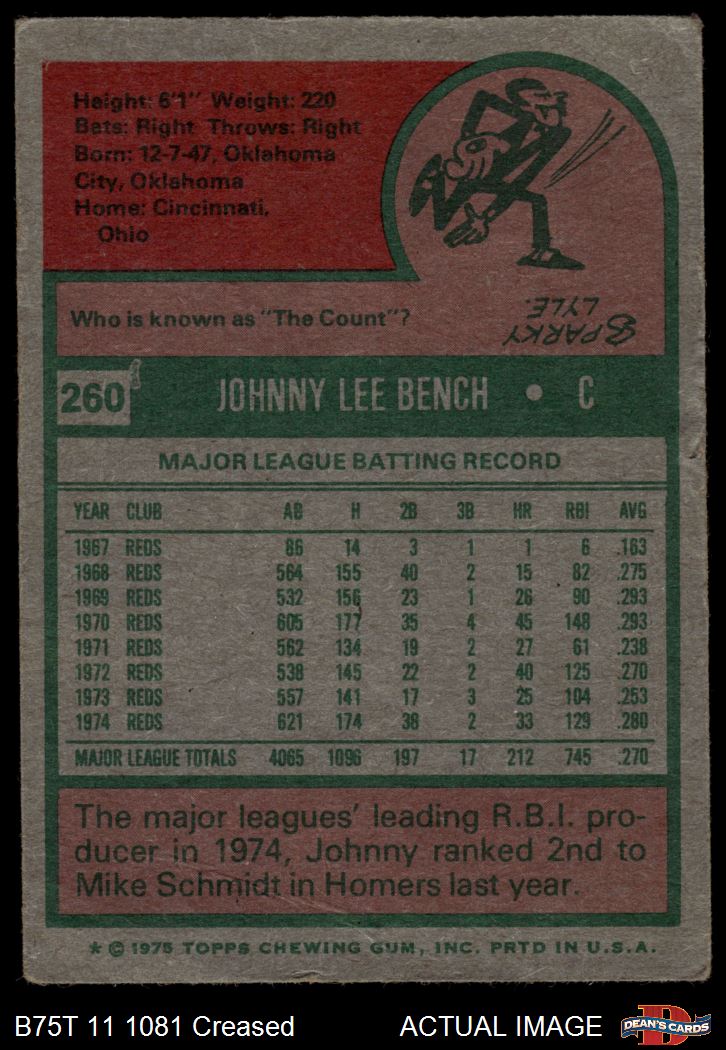 Height: 6'1" Weight: 220
Bats: Right Throws: Right
Born: 12-7-47, Oklahoma
City, Oklahoma
Home: Cincinnati,
Ohio
Who is known as "The Count"?
SPARKY
LYLE.
260
JOHNNY LEE BENCH • C
MAJOR LEAGUE BATTING RECORD
YEAR CLUB AB H 2B 3B HR RBI AVG
1967 REDS 86 14 3 1 1 6 .163
1968 REDS 564 155 40 2 15 82 .275
1969 REDS 532 156 23 1 26 90 .293
1970 REDS 605 177 35 4 45 148 .293
1971 REDS 562 134 19 2 27 61 .238
1972 REDS 538 145 22 2 40 125 .270
1973 REDS 557 141 17 3 25 104 .253
1974 REDS 621 174 38 2 33 129 .280
MAJOR LEAGUE TOTALS 4065 1096 197 17 212 745 .270
The major leagues' leading R.B.I. pro-
ducer in 1974, Johnny ranked 2nd to
Mike Schmidt in Homers last year.
* © 1975 TOPPS CHEWING GUM, INC. PRTD IN U.S.A.
B75T 11 1081 Creased ACTUAL IMAGE
D
DEAN'S CARDS